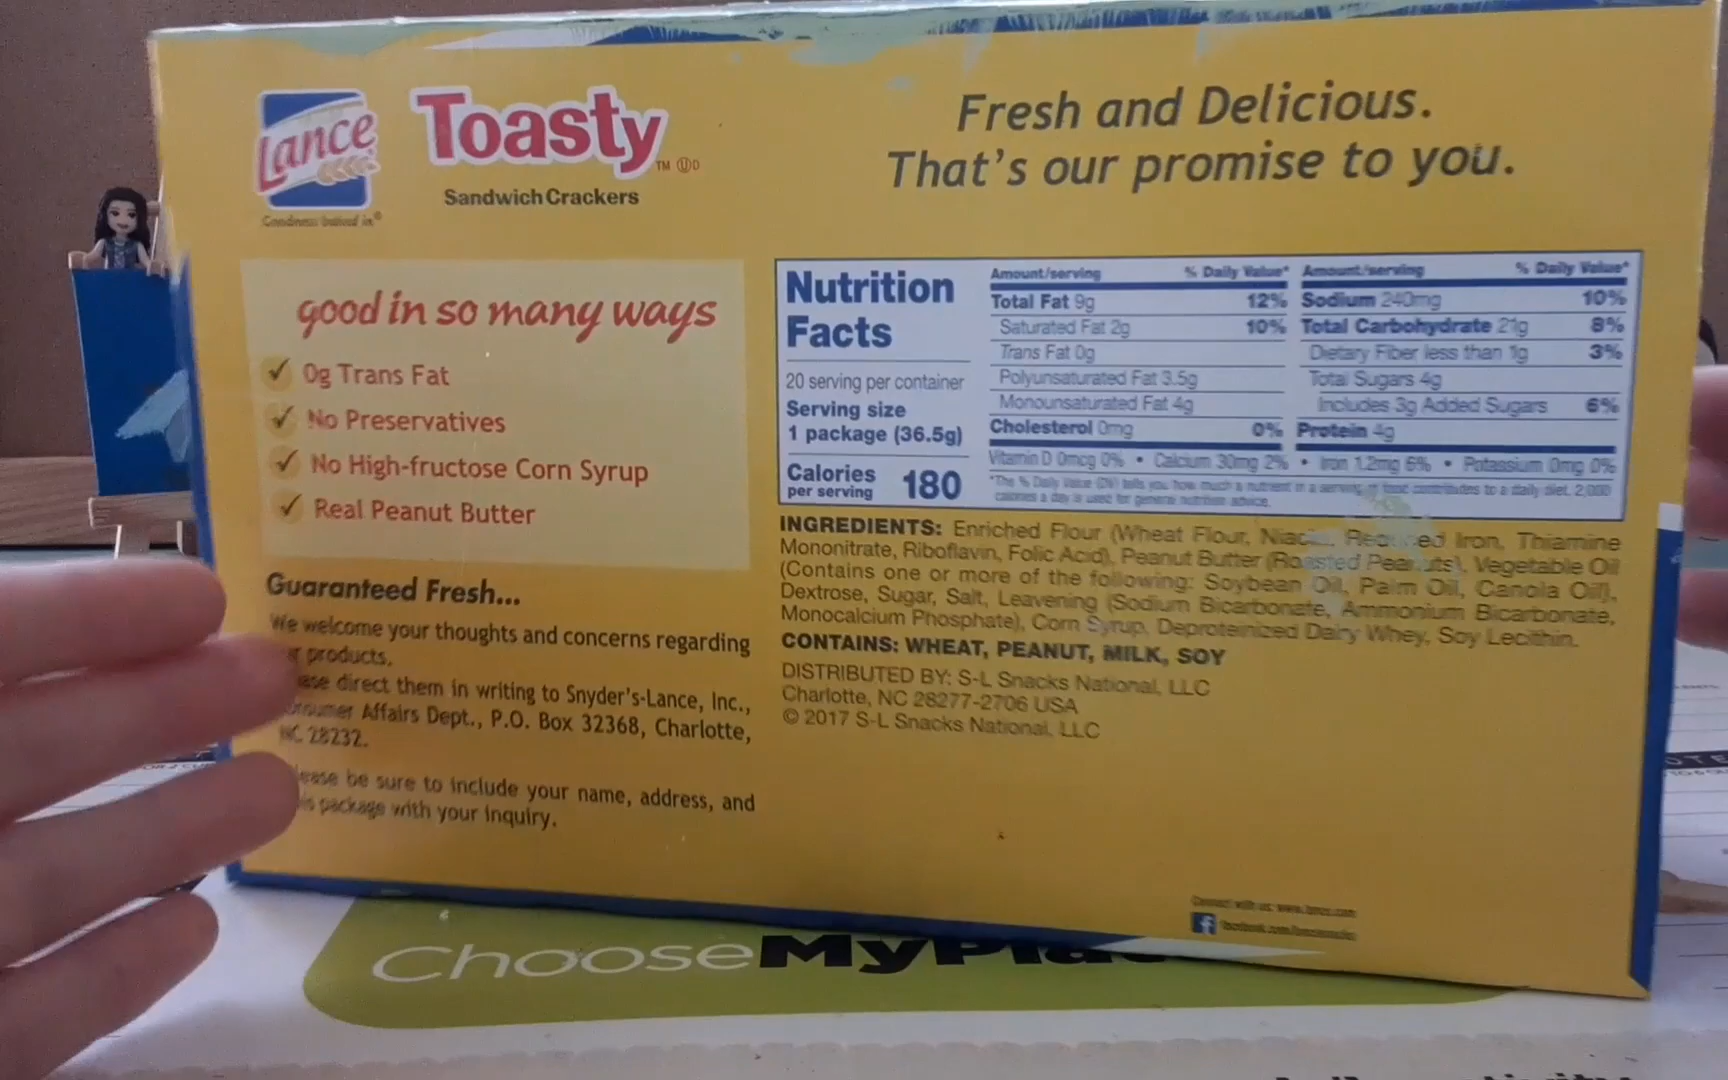 Lance
Goodness baked in®
Toasty
TM Ⓤ D
Sandwich Crackers
Fresh and Delicious.
That's our promise to you.
good in so many ways
✓ 0g Trans Fat
✓ No Preservatives
✓ No High-fructose Corn Syrup
✓ Real Peanut Butter
Guaranteed Fresh...
We welcome your thoughts and concerns regarding
products.
direct them in writing to Snyder's-Lance, Inc.,
Affairs Dept., P.O. Box 32368, Charlotte,
NC 28232.
be sure to include your name, address, and
package with your inquiry.
Nutrition
Facts
20 serving per container
Serving size
1 package (36.5g)
Calories
per serving 180
Amount/serving % Daily Value*
Total Fat 9g 12%
Saturated Fat 2g 10%
Trans Fat 0g
Polyunsaturated Fat 3.5g
Monounsaturated Fat 4g
Cholesterol 0mg 0%
Amount/serving % Daily Value*
Sodium 240mg 10%
Total Carbohydrate 21g 8%
Dietary Fiber less than 1g 3%
Total Sugars 4g
Includes 3g Added Sugars 6%
Protein 4g
Vitamin D 0mcg 0% • Calcium 30mg 2% • Iron 1.2mg 6% • Potassium 0mg 0%
*The % Daily Value (DV) tells you how much a nutrient in a serving of food contributes to a daily diet. 2,000
calories a day is used for general nutrition advice.
INGREDIENTS: Enriched Flour (Wheat Flour, Iron, Thiamine
Mononitrate, Riboflavin, Folic Acid), Peanut Butter (Roasted Peanuts), Vegetable Oil
(Contains one or more of the following: Soybean Oil, Palm Oil, Canola Oil),
Dextrose, Sugar, Salt, Leavening (Sodium Bicarbonate, Ammonium Bicarbonate,
Monocalcium Phosphate), Corn Syrup, Deproteinized Dairy Whey, Soy Lecithin.
CONTAINS: WHEAT, PEANUT, MILK, SOY
DISTRIBUTED BY: S-L Snacks National, LLC
Charlotte, NC 28277-2706 USA
© 2017 S-L Snacks National, LLC
Connect with us: www.lance.com
f
Choose